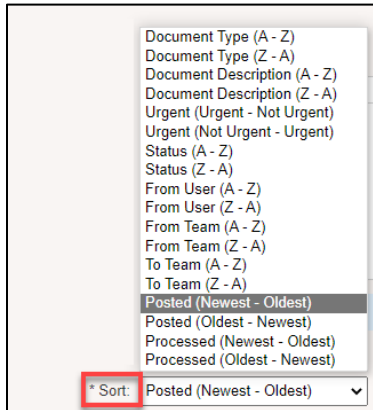 Document Type (A - Z)
Document Type (Z - A)
Document Description (A - Z)
Document Description (Z - A)
Urgent (Urgent - Not Urgent)
Urgent (Not Urgent - Urgent)
Status (A - Z)
Status (Z - A)
From User (A - Z)
From User (Z - A)
From Team (A - Z)
From Team (Z - A)
To Team (A - Z)
To Team (Z - A)
Posted (Newest - Oldest)
Posted (Oldest - Newest)
Processed (Newest - Oldest)
Processed (Oldest - Newest)
* Sort: Posted (Newest - Oldest)